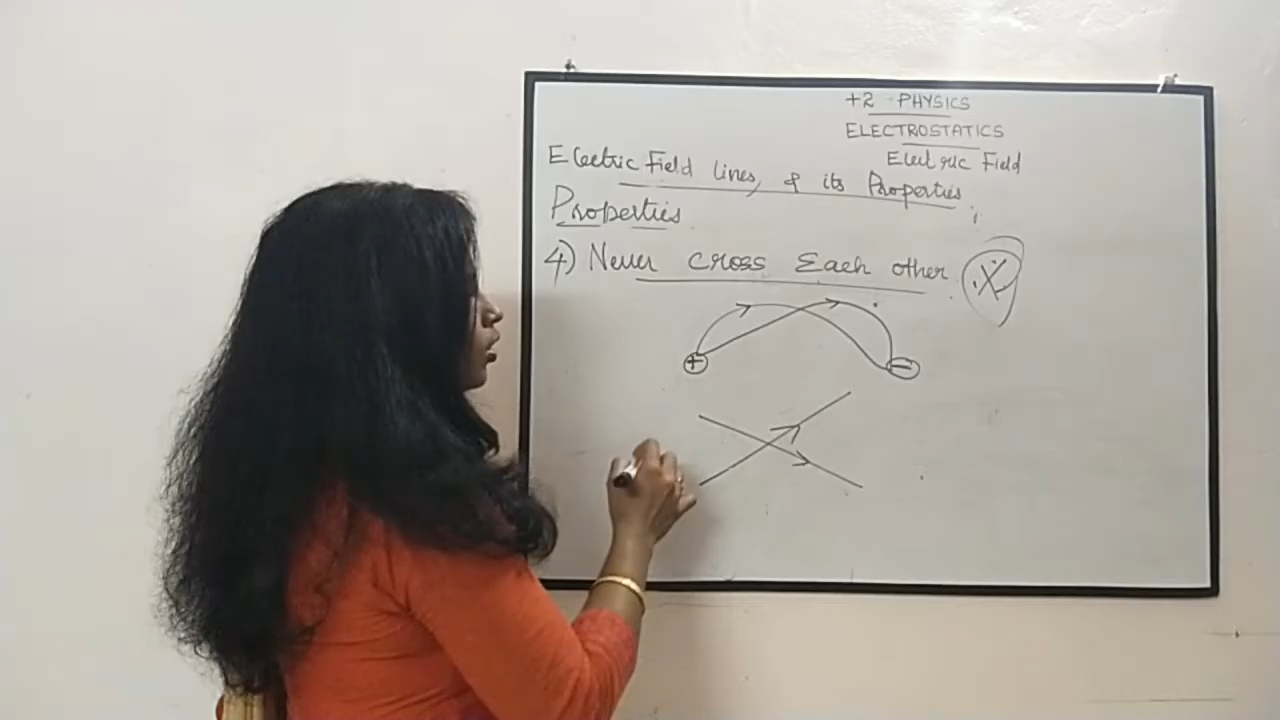 +2 PHYSICS
ELECTROSTATICS
Electric Field
Electric Field lines, & its Properties
Properties
4) Never cross Each other X
+ −